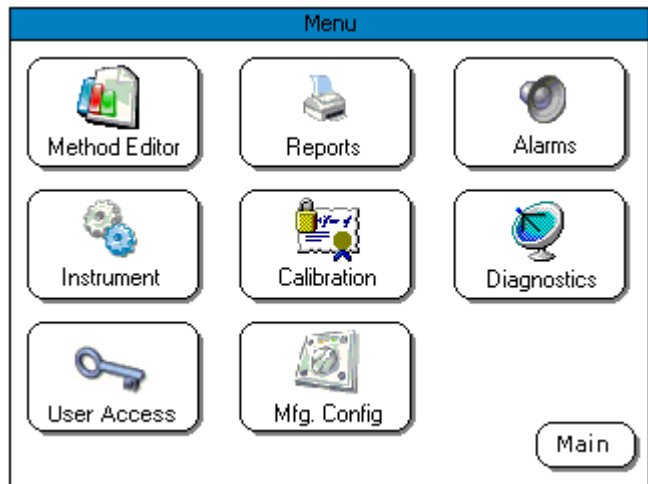 Menu
Method Editor
Reports
Alarms
Instrument
Calibration
Diagnostics
User Access
Mfg. Config
Main